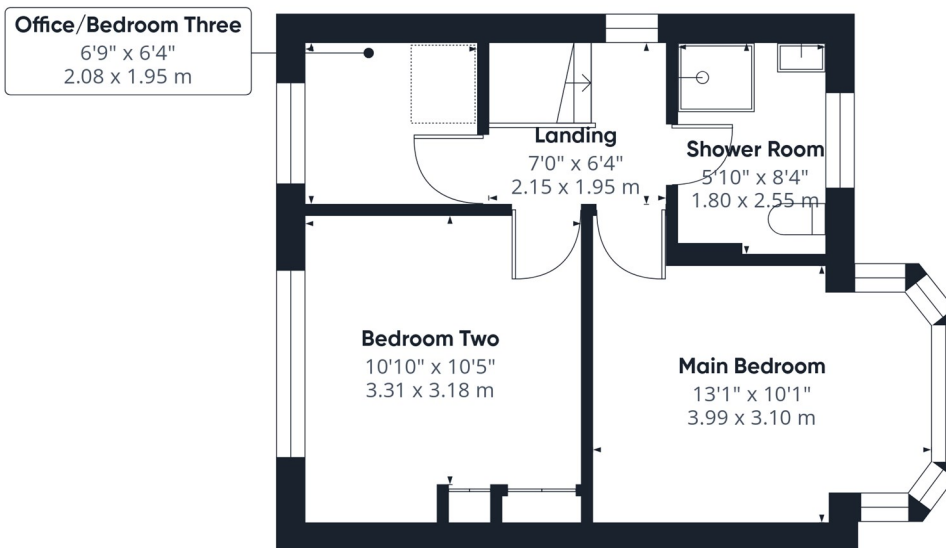 Office/Bedroom Three
6'9" x 6'4"
2.08 x 1.95 m
Landing
7'0" x 6'4"
2.15 x 1.95 m
Shower Room
5'10" x 8'4"
1.80 x 2.55 m
Bedroom Two
10'10" x 10'5"
3.31 x 3.18 m
Main Bedroom
13'1" x 10'1"
3.99 x 3.10 m